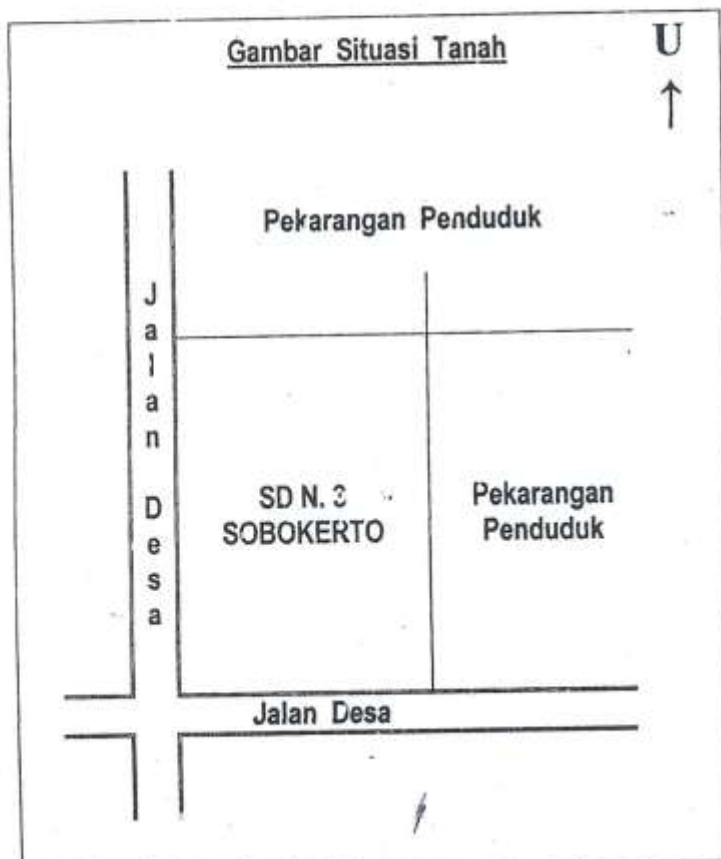 Gambar Situasi Tanah
U
Pekarangan Penduduk
Jalan Desa
SD N. 3
SOBOKERTO
Pekarangan
Penduduk
Jalan Desa